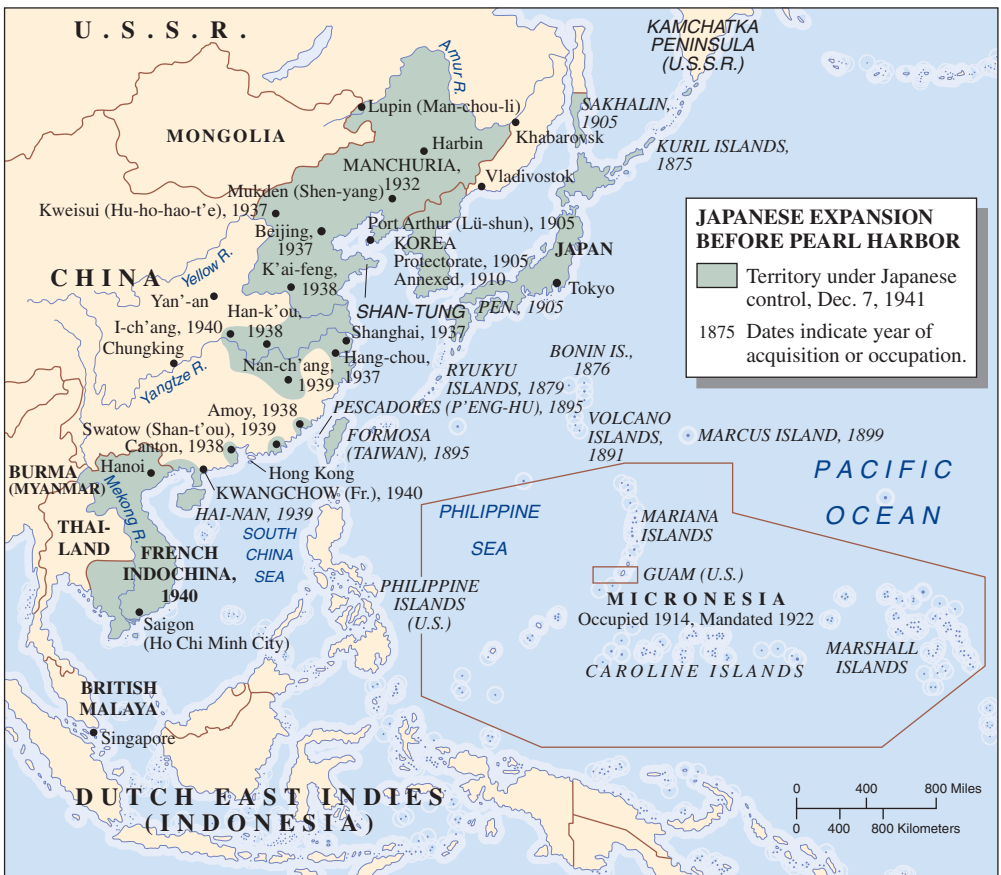 U.S.S.R.
KAMCHATKA
PENINSULA
(U.S.S.R.)
Amur R.
Lupin (Man-chou-li)
SAKHALIN,
1905
MONGOLIA
Khabarovsk
Harbin
KURIL ISLANDS,
1875
MANCHURIA,
1932
Vladivostok
Mukden (Shen-yang)
Kweisui (Hu-ho-hao-t'e), 1937
Port Arthur (Lü-shun), 1905
Beijing,
1937
KOREA
Protectorate, 1905
Annexed, 1910
JAPAN
Tokyo
JAPANESE EXPANSION
BEFORE PEARL HARBOR
Territory under Japanese
control, Dec. 7, 1941
1875 Dates indicate year of
acquisition or occupation.
CHINA
Yellow R.
K'ai-feng,
1938
Yan'-an
SHAN-TUNG
PEN., 1905
Han-k'ou,
1938
I-ch'ang, 1940
Shanghai, 1937
Chungking
Hang-chou,
1937
Nan-ch'ang,
1939
Yangtze R.
BONIN IS.,
1876
RYUKYU
ISLANDS, 1879
Amoy, 1938
PESCADORES (P'ENG-HU), 1895
Swatow (Shan-t'ou), 1939
VOLCANO
ISLANDS,
1891
MARCUS ISLAND, 1899
Canton, 1938
FORMOSA
(TAIWAN), 1895
BURMA
(MYANMAR)
Hanoi
Hong Kong
PACIFIC
OCEAN
KWANGCHOW (Fr.), 1940
HAI-NAN, 1939
Mekong R.
THAI-
LAND
SOUTH
CHINA
SEA
PHILIPPINE
SEA
MARIANA
ISLANDS
FRENCH
INDOCHINA,
1940
PHILIPPINE
ISLANDS
(U.S.)
GUAM (U.S.)
MICRONESIA
Occupied 1914, Mandated 1922
Saigon
(Ho Chi Minh City)
CAROLINE ISLANDS
MARSHALL
ISLANDS
BRITISH
MALAYA
Singapore
DUTCH EAST INDIES
(INDONESIA)
0 400 800 Miles
0 400 800 Kilometers